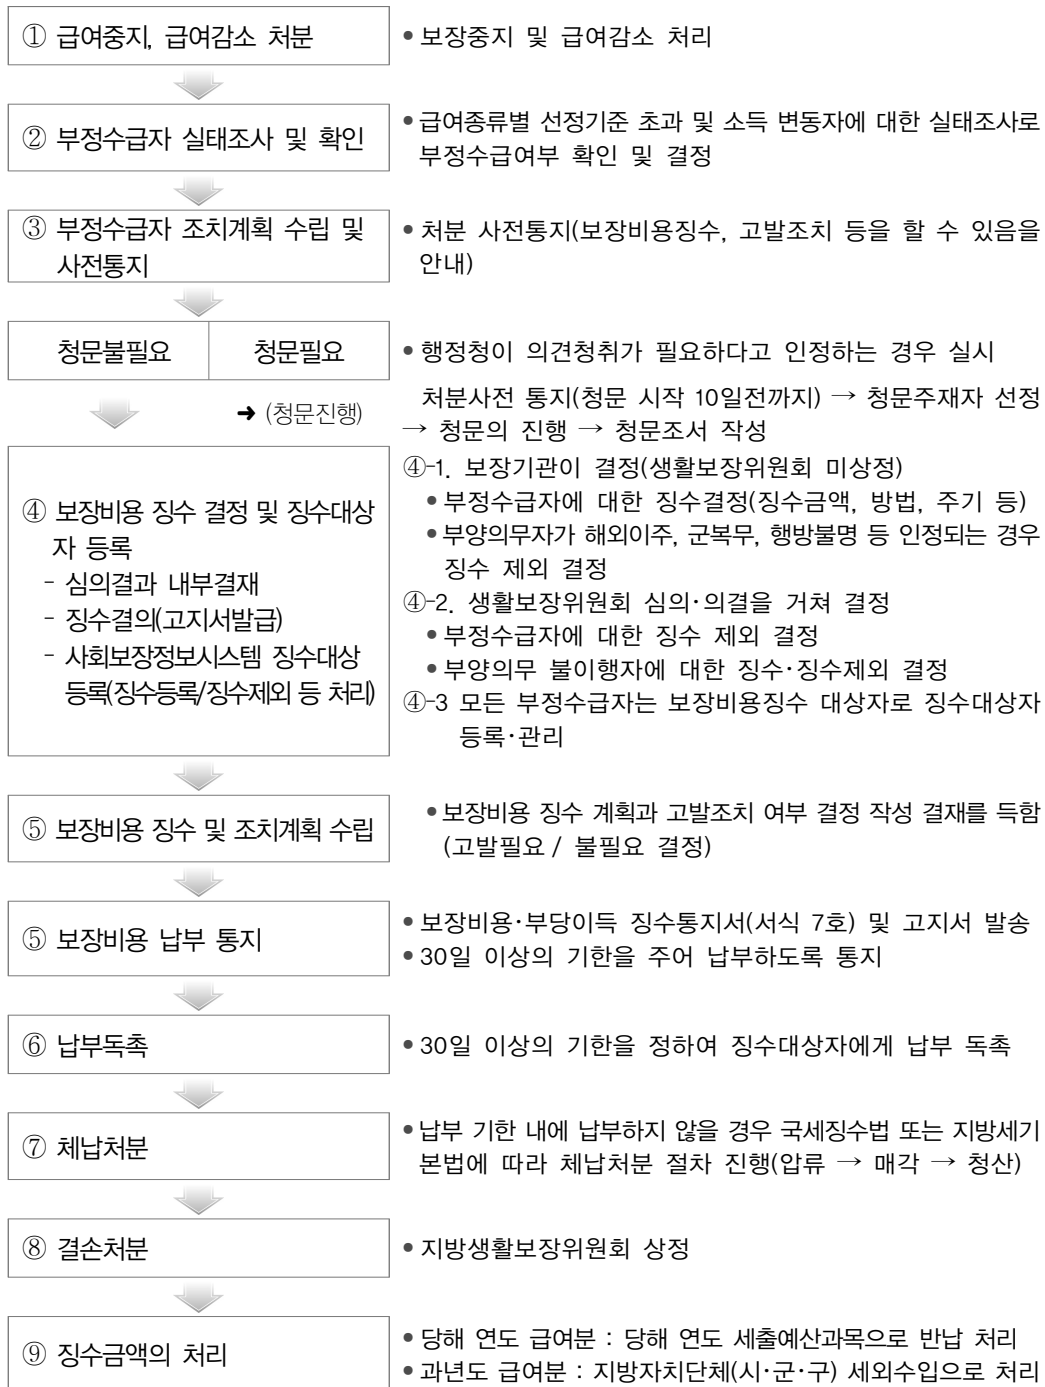 ① 급여중지, 급여감소 처분
• 보장중지 및 급여감소 처리
② 부정수급자 실태조사 및 확인
• 급여종류별 선정기준 초과 및 소득 변동자에 대한 실태조사로
부정수급여부 확인 및 결정
③ 부정수급자 조치계획 수립 및
사전통지
• 처분 사전통지(보장비용징수, 고발조치 등을 할 수 있음을
안내)
청문불필요
청문필요
• 행정청이 의견청취가 필요하다고 인정하는 경우 실시
➜ (청문진행)
처분사전 통지(청문 시작 10일전까지) → 청문주재자 선정
→ 청문의 진행 → 청문조서 작성
④ 보장비용 징수 결정 및 징수대상
자 등록
- 심의결과 내부결재
- 징수결의(고지서발급)
- 사회보장정보시스템 징수대상
등록(징수등록/징수제외 등 처리)
④-1. 보장기관이 결정(생활보장위원회 미상정)
• 부정수급자에 대한 징수결정(징수금액, 방법, 주기 등)
• 부양의무자가 해외이주, 군복무, 행방불명 등 인정되는 경우
징수 제외 결정
④-2. 생활보장위원회 심의·의결을 거쳐 결정
• 부정수급자에 대한 징수 제외 결정
• 부양의무 불이행자에 대한 징수·징수제외 결정
④-3 모든 부정수급자는 보장비용징수 대상자로 징수대상자
등록·관리
⑤ 보장비용 징수 및 조치계획 수립
• 보장비용 징수 계획과 고발조치 여부 결정 작성 결재를 득함
(고발필요 / 불필요 결정)
⑤ 보장비용 납부 통지
• 보장비용·부당이득 징수통지서(서식 7호) 및 고지서 발송
• 30일 이상의 기한을 주어 납부하도록 통지
⑥ 납부독촉
• 30일 이상의 기한을 정하여 징수대상자에게 납부 독촉
⑦ 체납처분
• 납부 기한 내에 납부하지 않을 경우 국세징수법 또는 지방세기
본법에 따라 체납처분 절차 진행(압류 → 매각 → 청산)
⑧ 결손처분
• 지방생활보장위원회 상정
⑨ 징수금액의 처리
• 당해 연도 급여분 : 당해 연도 세출예산과목으로 반납 처리
• 과년도 급여분 : 지방자치단체(시·군·구) 세외수입으로 처리